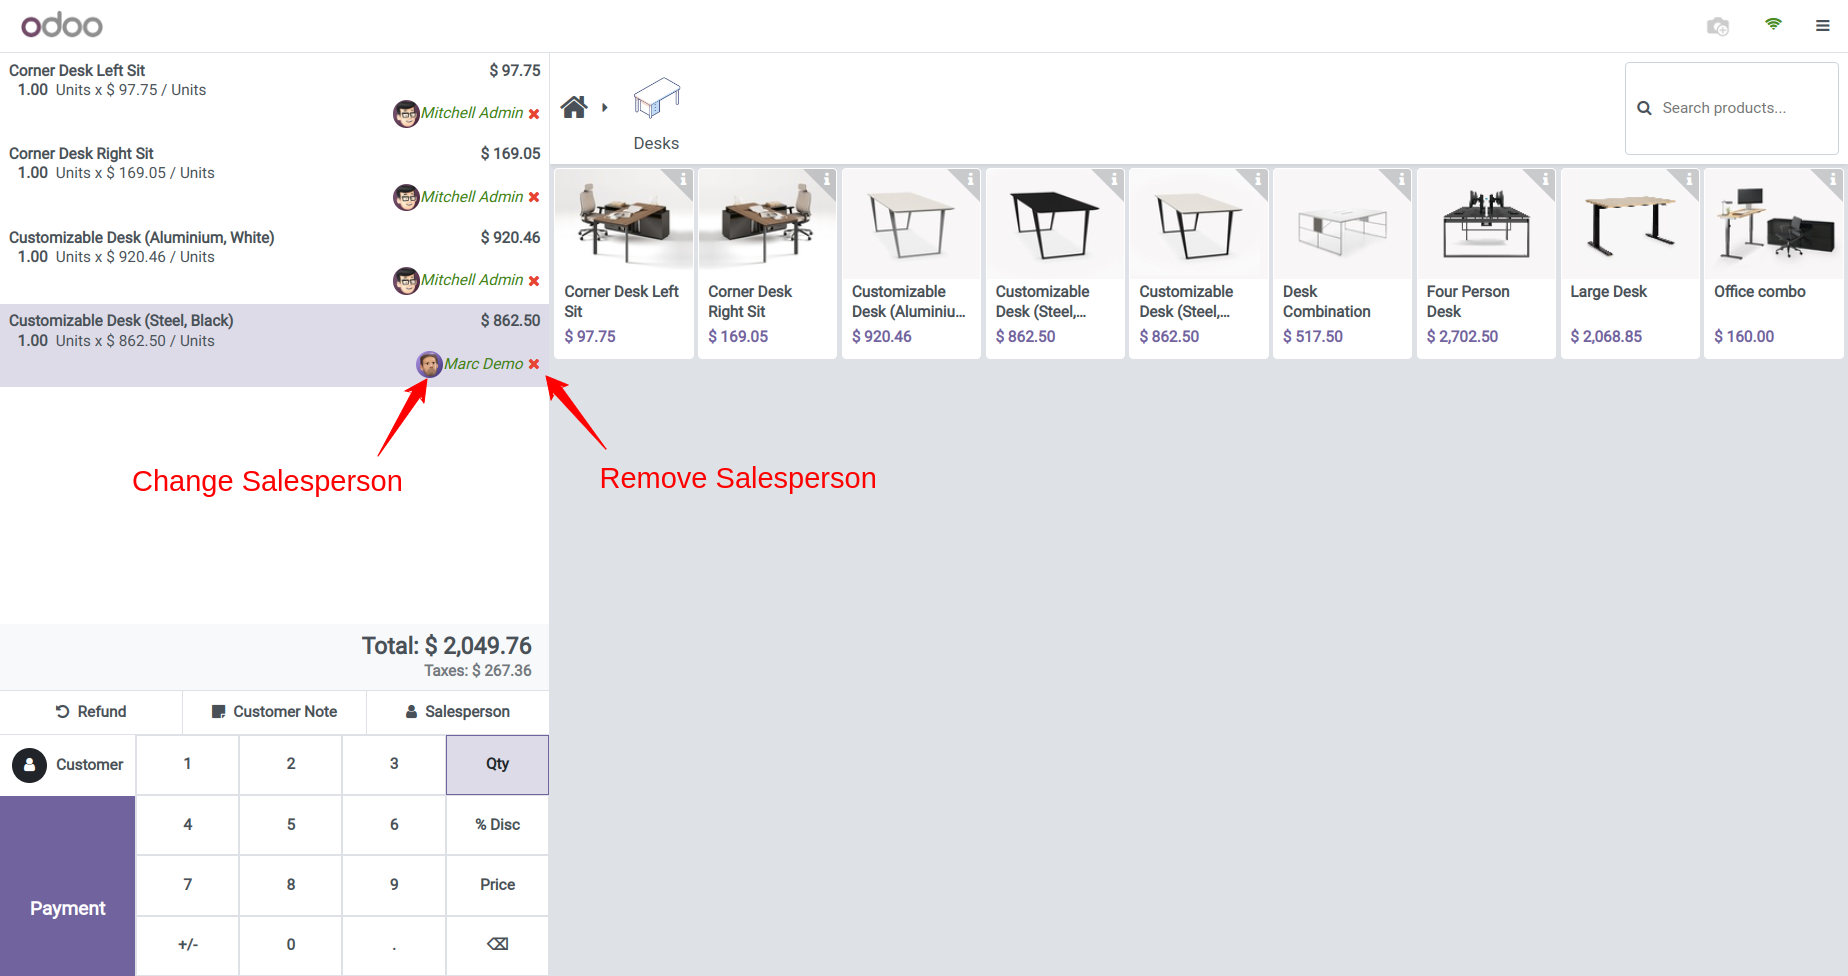 odoo
Corner Desk Left Sit $ 97.75
1.00 Units x $ 97.75 / Units
Mitchell Admin
Corner Desk Right Sit $ 169.05
1.00 Units x $ 169.05 / Units
Mitchell Admin
Customizable Desk (Aluminium, White) $ 920.46
1.00 Units x $ 920.46 / Units
Mitchell Admin
Customizable Desk (Steel, Black) $ 862.50
1.00 Units x $ 862.50 / Units
Marc Demo
Change Salesperson
Remove Salesperson
Total: $ 2,049.76
Taxes: $ 267.36
Refund
Customer Note
Salesperson
Customer
1 2 3 Qty
4 5 6 % Disc
7 8 9 Price
Payment
+/- 0 .
Desks
Search products...
Corner Desk Left
Sit
$ 97.75
Corner Desk
Right Sit
$ 169.05
Customizable
Desk (Aluminiu...
$ 920.46
Customizable
Desk (Steel,...
$ 862.50
Customizable
Desk (Steel,...
$ 862.50
Desk
Combination
$ 517.50
Four Person
Desk
$ 2,702.50
Large Desk
$ 2,068.85
Office combo
$ 160.00